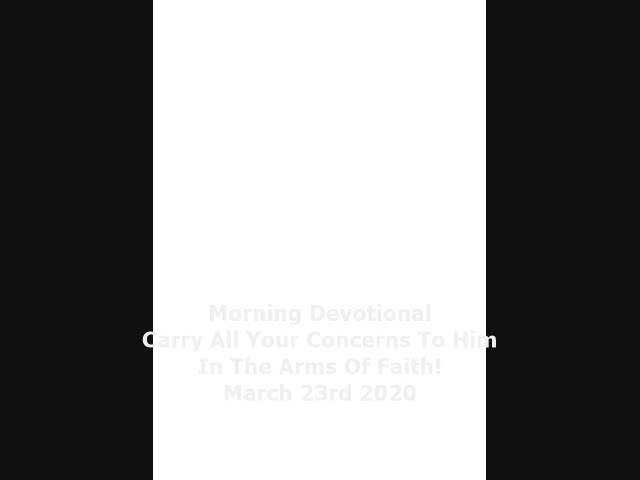 Morning Devotional
Carry All Your Concerns To Him
In The Arms Of Faith!
March 23rd 2020